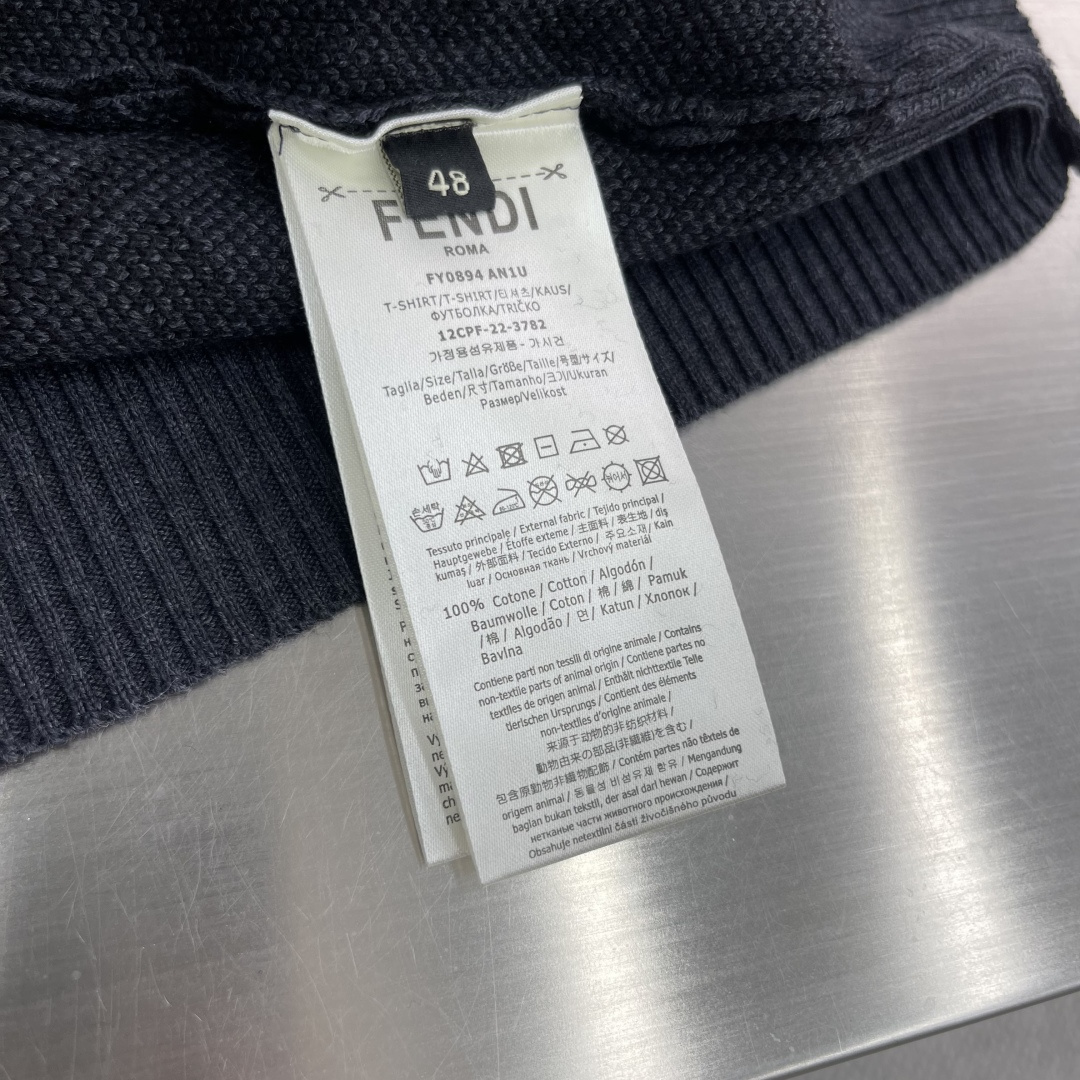 48
FENDI
ROMA
FY0894 AN1U
T-SHIRT/T-SHIRT/티셔츠/KAUS/
ФУТБОЛКА/TRIČKO
12CPF-22-3782
가정용섬유제품 - 가시건
Taglia/Size/Talla/Größe/Taille/号型/サイズ/
Beden/尺寸/Tamanho/크기/Ukuran
Размер/Velikost
손세탁
80-120℃
드라이
Tessuto principale / External fabric / Tejido principal /
Hauptgewebe / Étoffe externe / 主面料 / 表生地 / dış
kumaş / 外部面料 / Tecido Externo / 주요소재/ Kain
luar / Основная ткань / Vrchový materiál
100% Cotone / Cotton / Algodón /
Baumwolle / Coton / 棉 / 綿 / Pamuk
/ 棉 / Algodão / 면 / Katun / Хлопок /
Bavlna
Contiene parti non tessili di origine animale / Contains
non-textile parts of animal origin / Contiene partes no
textiles de origen animal / Enthält nichttextile Teile
tierischen Ursprungs / Contient des éléments
non-textiles d'origine animale /
来源于动物的非纺织材料 /
動物由来の部品(非繊維)を含む /
包含原動物非織物配飾 / Contém partes não têxteis de
origem animal / 동물성 비섬유재 함유 / Mengandung
bagian bukan tekstil, der asal darl hewan / Содержит
нетканые части животного происхождения /
Obsahuje netextilní části živočišného původu